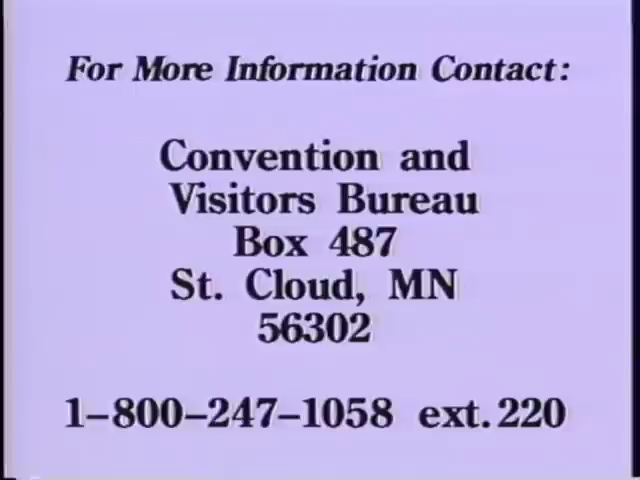 For More Information Contact:
Convention and
Visitors Bureau
Box 487
St. Cloud, MN
56302
1-800-247-1058 ext. 220